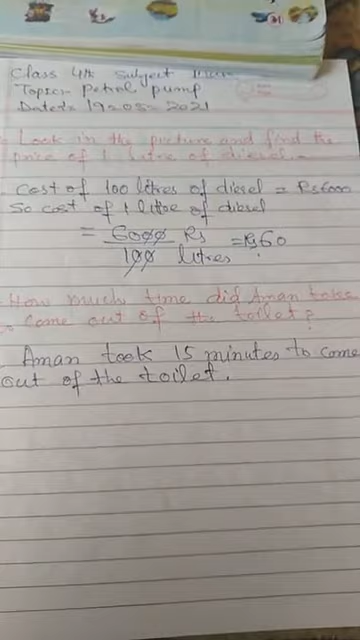 Class 4th Subject Math
Topic:- Petrol pump
Dated:- 19-05-2021
Look in the picture and find the
price of 1 litre of diesel.
Cost of 100 litres of diesel = Rs6000
So cost of 1 litre of diesel
= 6000 Rs = Rs60
100 litres
How much time did Aman take
come out of the toilet?
Aman took 15 minutes to come
out of the toilet.